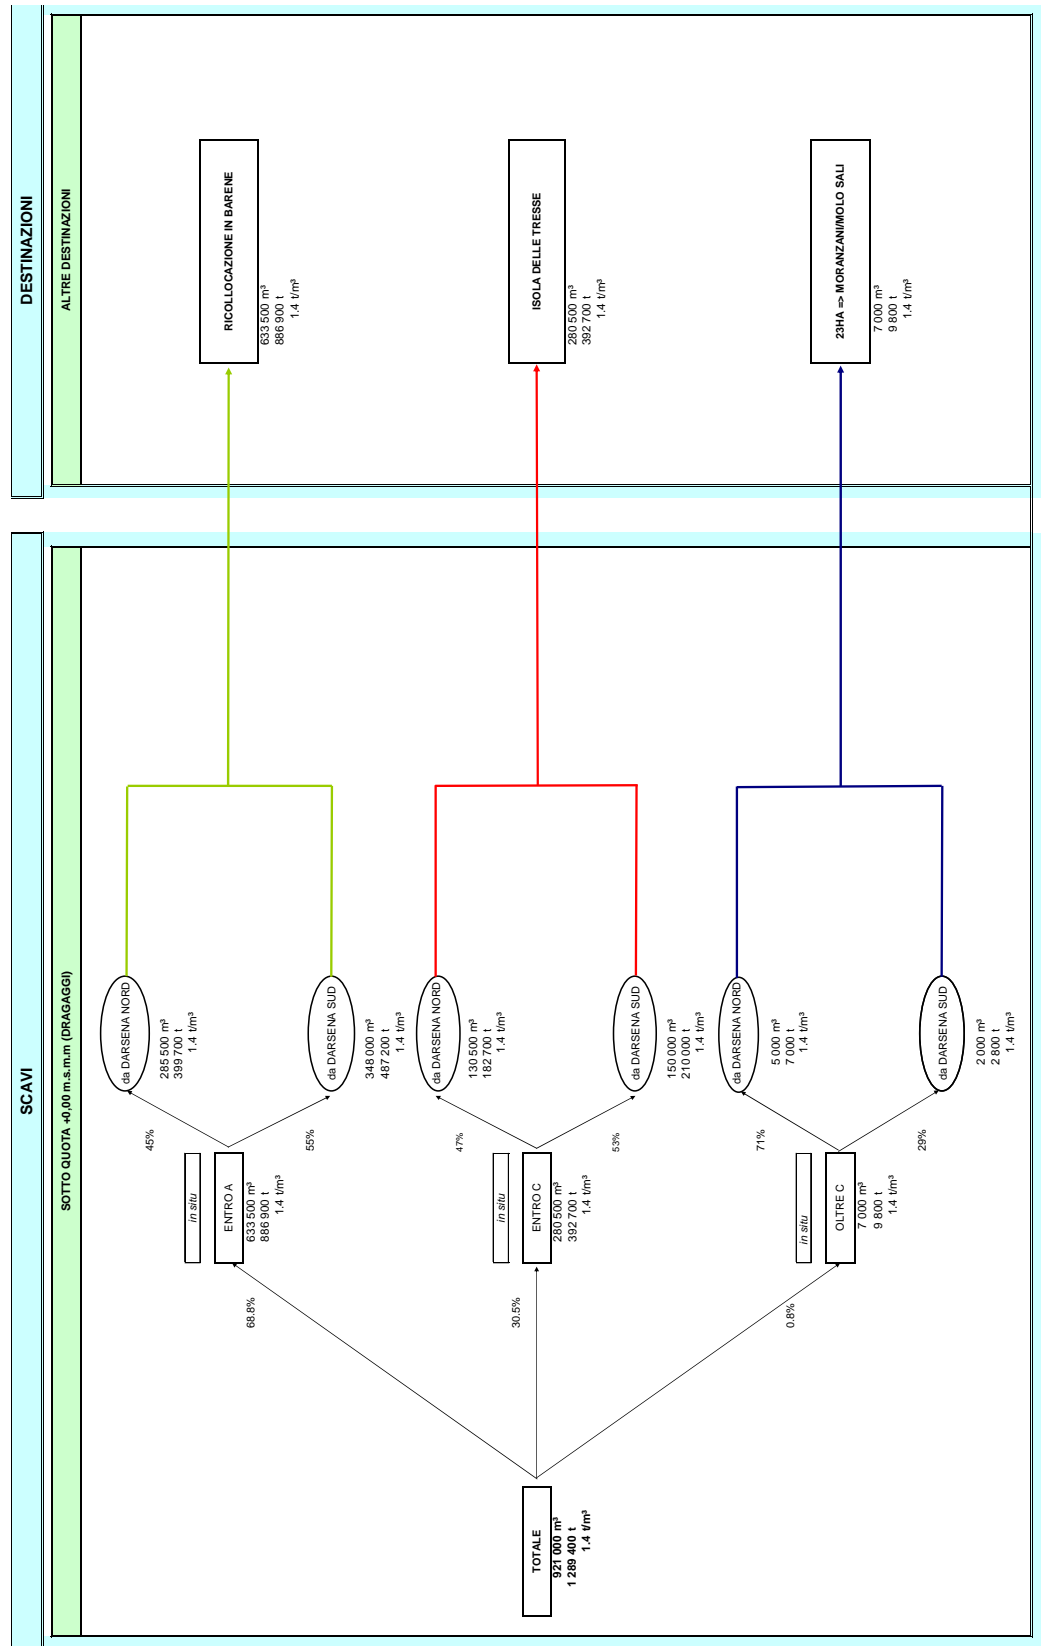 SCAVI
DESTINAZIONI
SOTTO QUOTA +0,00 m.s.m.m (DRAGAGGI)
ALTRE DESTINAZIONI
TOTALE
921 000 m³
1 289 400 t
1.4 t/m³
68.8%
30.5%
0.8%
in situ
ENTRO A
633 500 m³
886 900 t
1.4 t/m³
45%
55%
da DARSENA NORD
285 500 m³
399 700 t
1.4 t/m³
da DARSENA SUD
348 000 m³
487 200 t
1.4 t/m³
RICOLLOCAZIONE IN BARENE
633 500 m³
886 900 t
1.4 t/m³
in situ
ENTRO C
280 500 m³
392 700 t
1.4 t/m³
47%
53%
da DARSENA NORD
130 500 m³
182 700 t
1.4 t/m³
da DARSENA SUD
150 000 m³
210 000 t
1.4 t/m³
ISOLA DELLE TRESSE
280 500 m³
392 700 t
1.4 t/m³
in situ
OLTRE C
7 000 m³
9 800 t
1.4 t/m³
71%
29%
da DARSENA NORD
5 000 m³
7 000 t
1.4 t/m³
da DARSENA SUD
2 000 m³
2 800 t
1.4 t/m³
23HA => MORANZANI/MOLO SALI
7 000 m³
9 800 t
1.4 t/m³